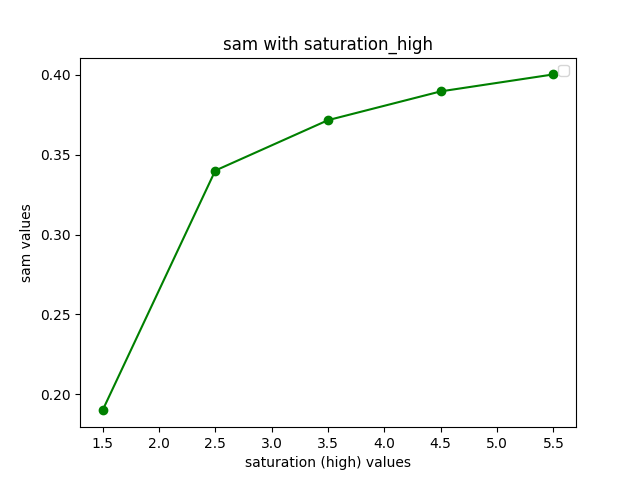 sam with saturation_high
sam values
0.40
0.35
0.30
0.25
0.20
1.5 2.0 2.5 3.0 3.5 4.0 4.5 5.0 5.5
saturation (high) values